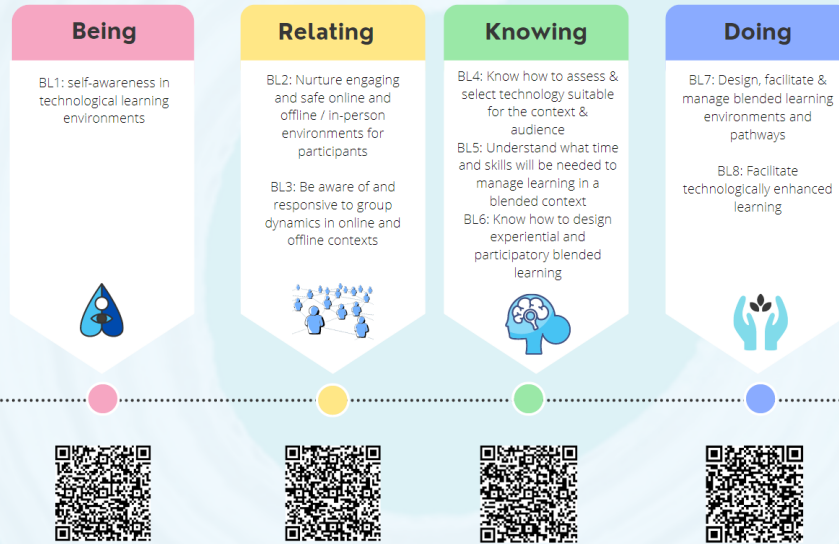 Being
BL1: self-awareness in
technological learning
environments
Relating
BL2: Nurture engaging
and safe online and
offline / in-person
environments for
participants
BL3: Be aware of and
responsive to group
dynamics in online and
offline contexts
Knowing
BL4: Know how to assess &
select technology suitable
for the context &
audience
BL5: Understand what time
and skills will be needed to
manage learning in a
blended context
BL6: Know how to design
experiential and
participatory blended
learning
Doing
BL7: Design, facilitate &
manage blended learning
environments and
pathways
BL8: Facilitate
technologically enhanced
learning